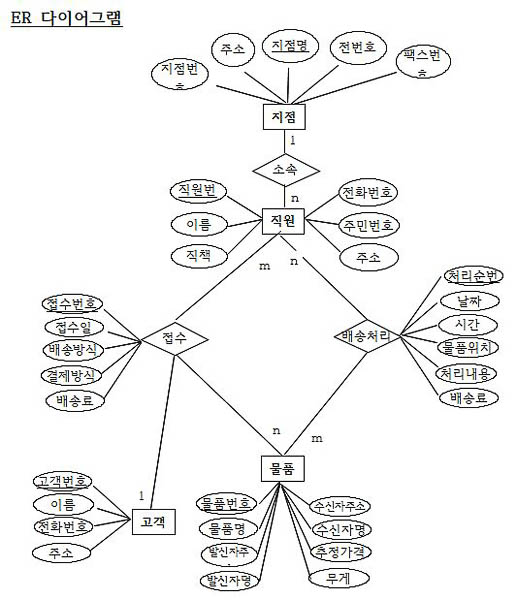 ER 다이어그램
지점명
주소
전번호
팩스번
호
지점번
호
지점
1
소속
n
직원번
전화번호
직원
이름
주민번호
직책
주소
m
n
처리순번
접수번호
날짜
접수일
시간
접수
배송처리
배송방식
물품위치
결제방식
처리내용
배송료
배송료
n
m
물품
고객번호
1
이름
고객
전화번호
주소
물품번호
수신자주소
물품명
수신자명
발신자주
추정가격
발신자명
무게